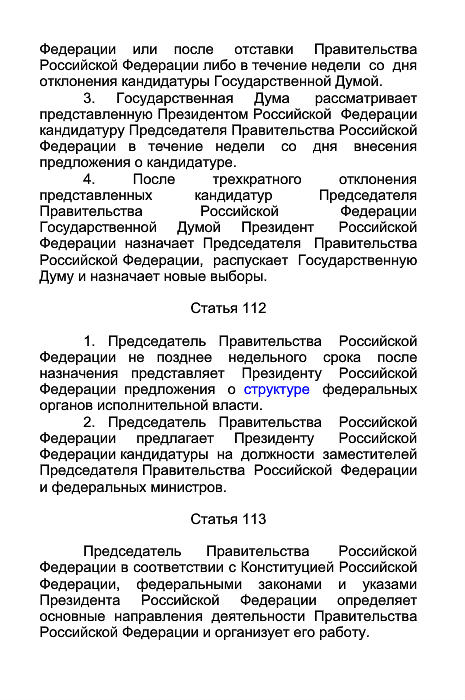 Федерации или после отставки Правительства
Российской Федерации либо в течение недели со дня
отклонения кандидатуры Государственной Думой.
3. Государственная Дума рассматривает
представленную Президентом Российской Федерации
кандидатуру Председателя Правительства Российской
Федерации в течение недели со дня внесения
предложения о кандидатуре.
4. После трехкратного отклонения
представленных кандидатур Председателя
Правительства Российской Федерации
Государственной Думой Президент Российской
Федерации назначает Председателя Правительства
Российской Федерации, распускает Государственную
Думу и назначает новые выборы.
Статья 112
1. Председатель Правительства Российской
Федерации не позднее недельного срока после
назначения представляет Президенту Российской
Федерации предложения о структуре федеральных
органов исполнительной власти.
2. Председатель Правительства Российской
Федерации предлагает Президенту Российской
Федерации кандидатуры на должности заместителей
Председателя Правительства Российской Федерации
и федеральных министров.
Статья 113
Председатель Правительства Российской
Федерации в соответствии с Конституцией Российской
Федерации, федеральными законами и указами
Президента Российской Федерации определяет
основные направления деятельности Правительства
Российской Федерации и организует его работу.